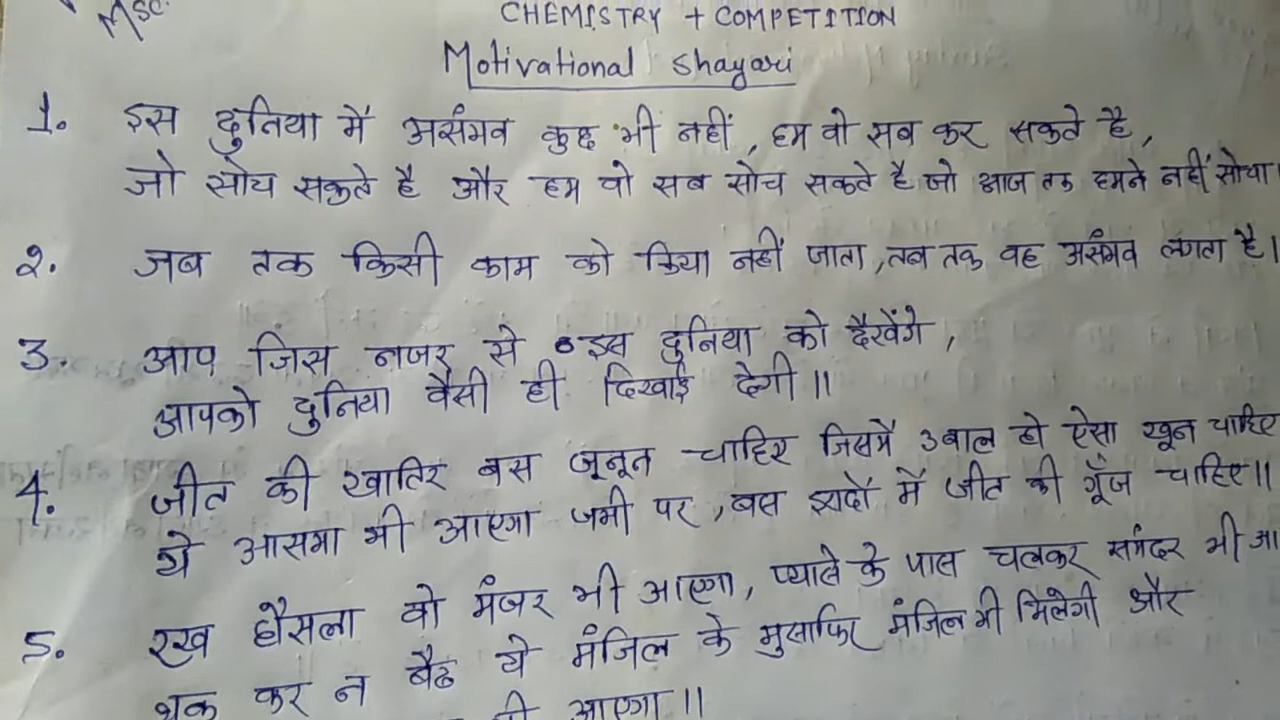 Msc.
CHEMISTRY + COMPETITION
Motivational Shayari
1. इस दुनिया में असंभव कुछ भी नहीं, हम वो सब कर सकते है,
जो सोच सकते है और हम वो सब सोच सकते है जो आज तक हमने नहीं सोचा
2. जब तक किसी काम को किया नहीं जाता, तब तक वह असंभव लगता है।
3. आप जिस नजर से इस दुनिया को दैखेंगे,
आपको दुनिया वैसी ही दिखाई देगी॥
4. जीत की खातिर बस जूनून चाहिए जिसमें उबाल हो ऐसा खून चाहिए
ये आसमा भी आएगा जमी पर, बस इरादों में जीत की गूँज चाहिए॥
5. रख हौसला वो मंजर भी आएगा, प्यासे के पास चलकर समंदर भी आ
थक कर न बैठ ये मंजिल के मुसाफिर मंजिल भी मिलेगी और
भी आएगा॥